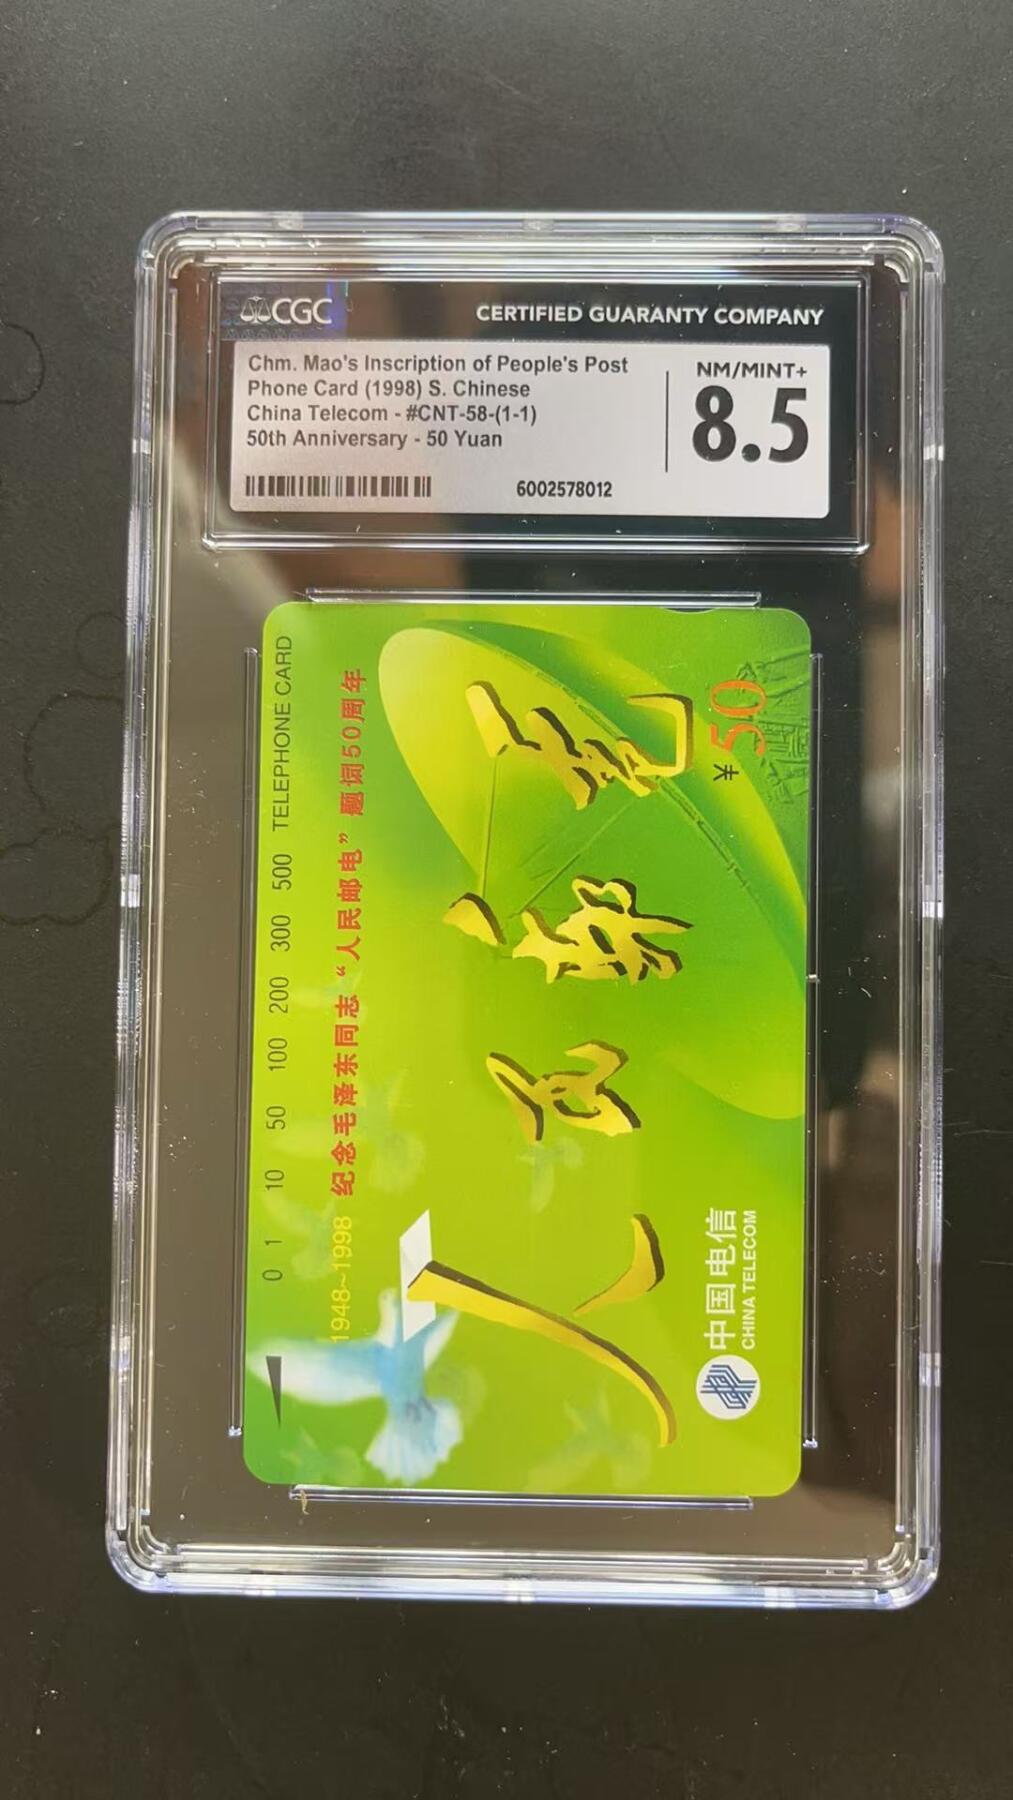 CGC
CERTIFIED GUARANTY COMPANY
Chm. Mao's Inscription of People's Post
Phone Card (1998) S. Chinese
China Telecom - #CNT-58-(1-1)
50th Anniversary - 50 Yuan
NM/MINT+
8.5
6002578012
0 1 10 50 100 200 300 500 TELEPHONE CARD
1948~1998 纪念毛泽东同志“人民邮电”题词50周年
人民邮电
中国电信
CHINA TELECOM
¥50